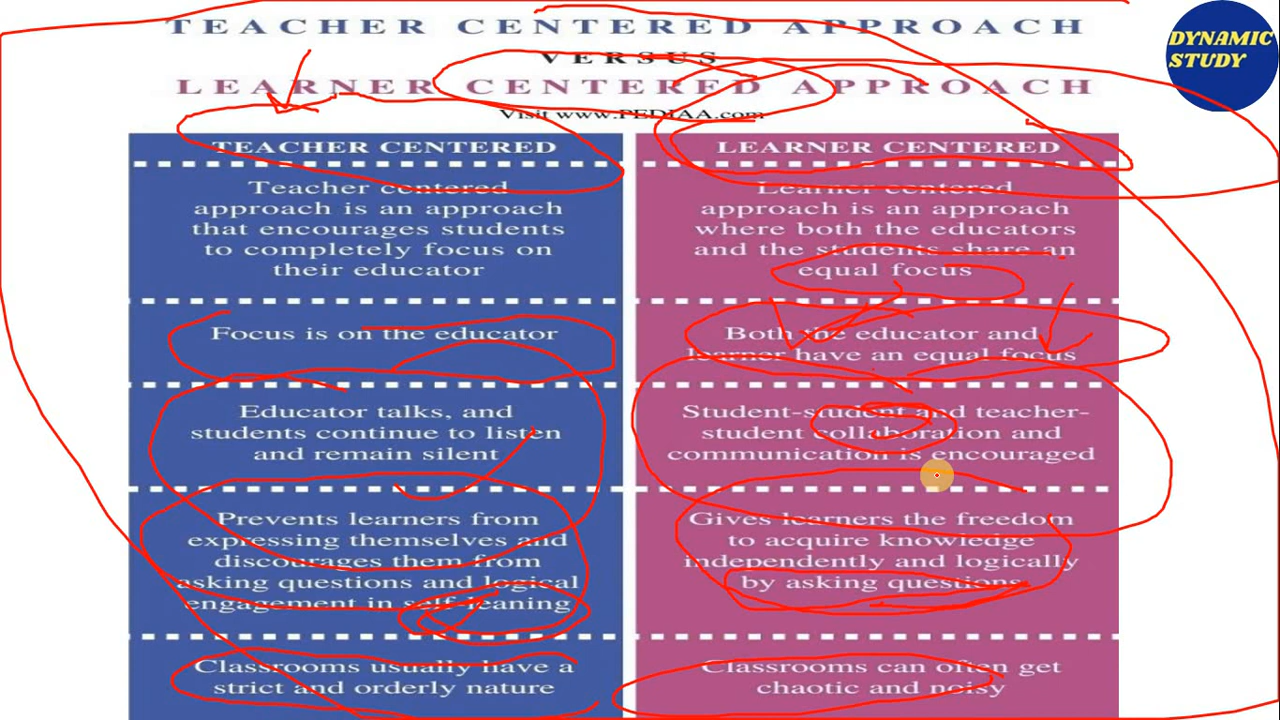 TEACHER CENTERED APPROACH
VERSUS
LEARNER CENTERED APPROACH
Visit www.PEDIAA.com
DYNAMIC
STUDY
TEACHER CENTERED
Teacher centered
approach is an approach
that encourages students
to completely focus on
their educator
Focus is on the educator
Educator talks, and
students continue to listen
and remain silent
Prevents learners from
expressing themselves and
discourages them from
asking questions and logical
engagement in self-leaning
Classrooms usually have a
strict and orderly nature
LEARNER CENTERED
Learner centered
approach is an approach
where both the educators
and the students share an
equal focus
Both the educator and
learner have an equal focus
Student-student and teacher-
student collaboration and
communication is encouraged
Gives learners the freedom
to acquire knowledge
independently and logically
by asking questions
Classrooms can often get
chaotic and noisy